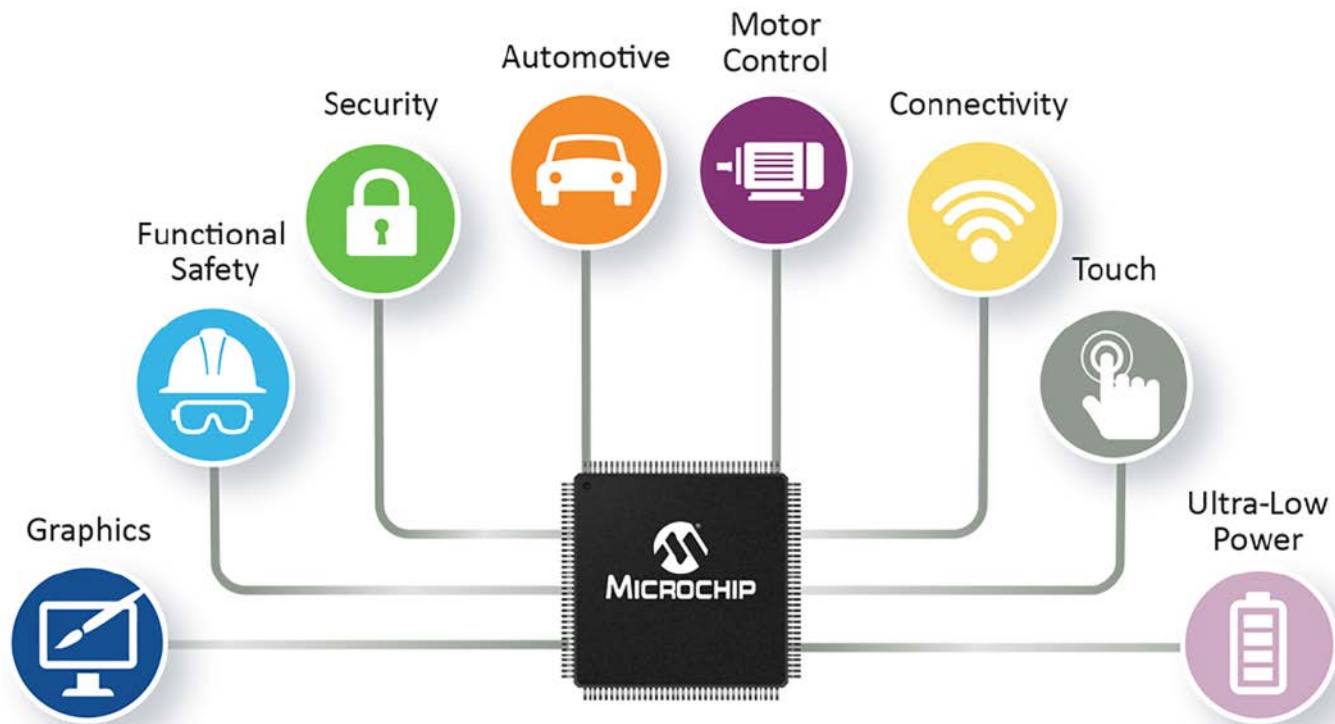 Motor
Control
Automotive
Security
Connectivity
Functional
Safety
Touch
Ultra-Low
Power
Graphics
®
MICROCHIP